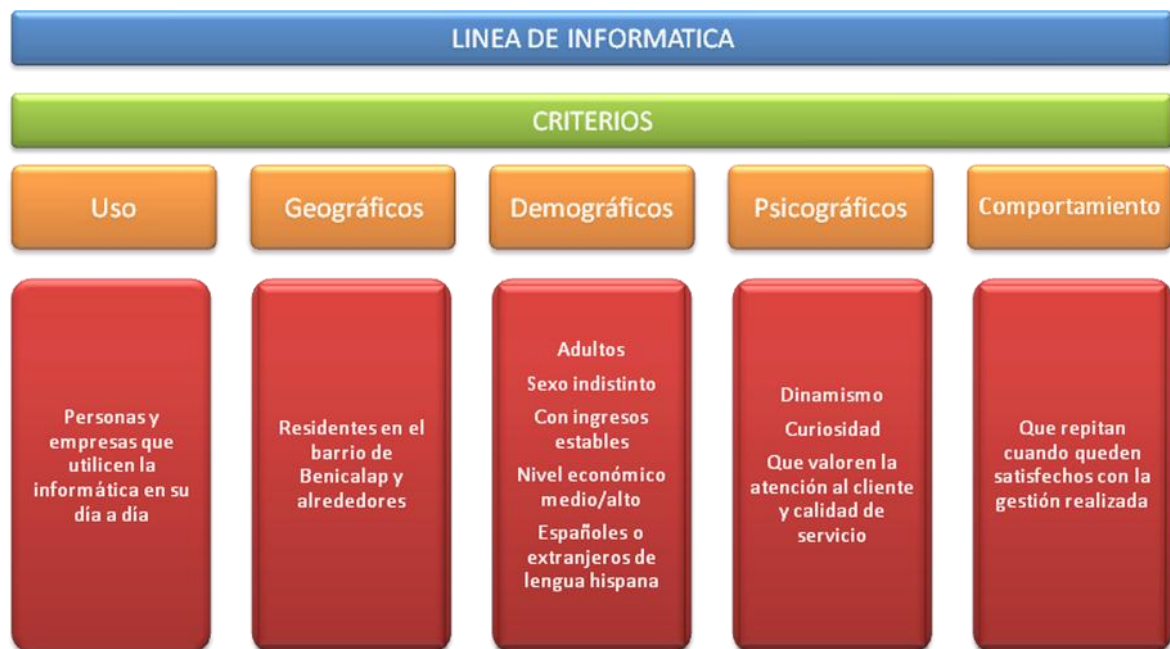 LINEA DE INFORMATICA
CRITERIOS
Uso
Geográficos
Demográficos
Psicográficos
Comportamiento
Personas y
empresas que
utilicen la
informática en su
día a día
Residentes en el
barrio de
Benicalap y
alrededores
Adultos
Sexo indistinto
Con ingresos
estables
Nivel económico
medio/alto
Españoles o
extranjeros de
lengua hispana
Dinamismo
Curiosidad
Que valoren la
atención al cliente
y calidad de
servicio
Que repitan
cuando queden
satisfechos con la
gestión realizada